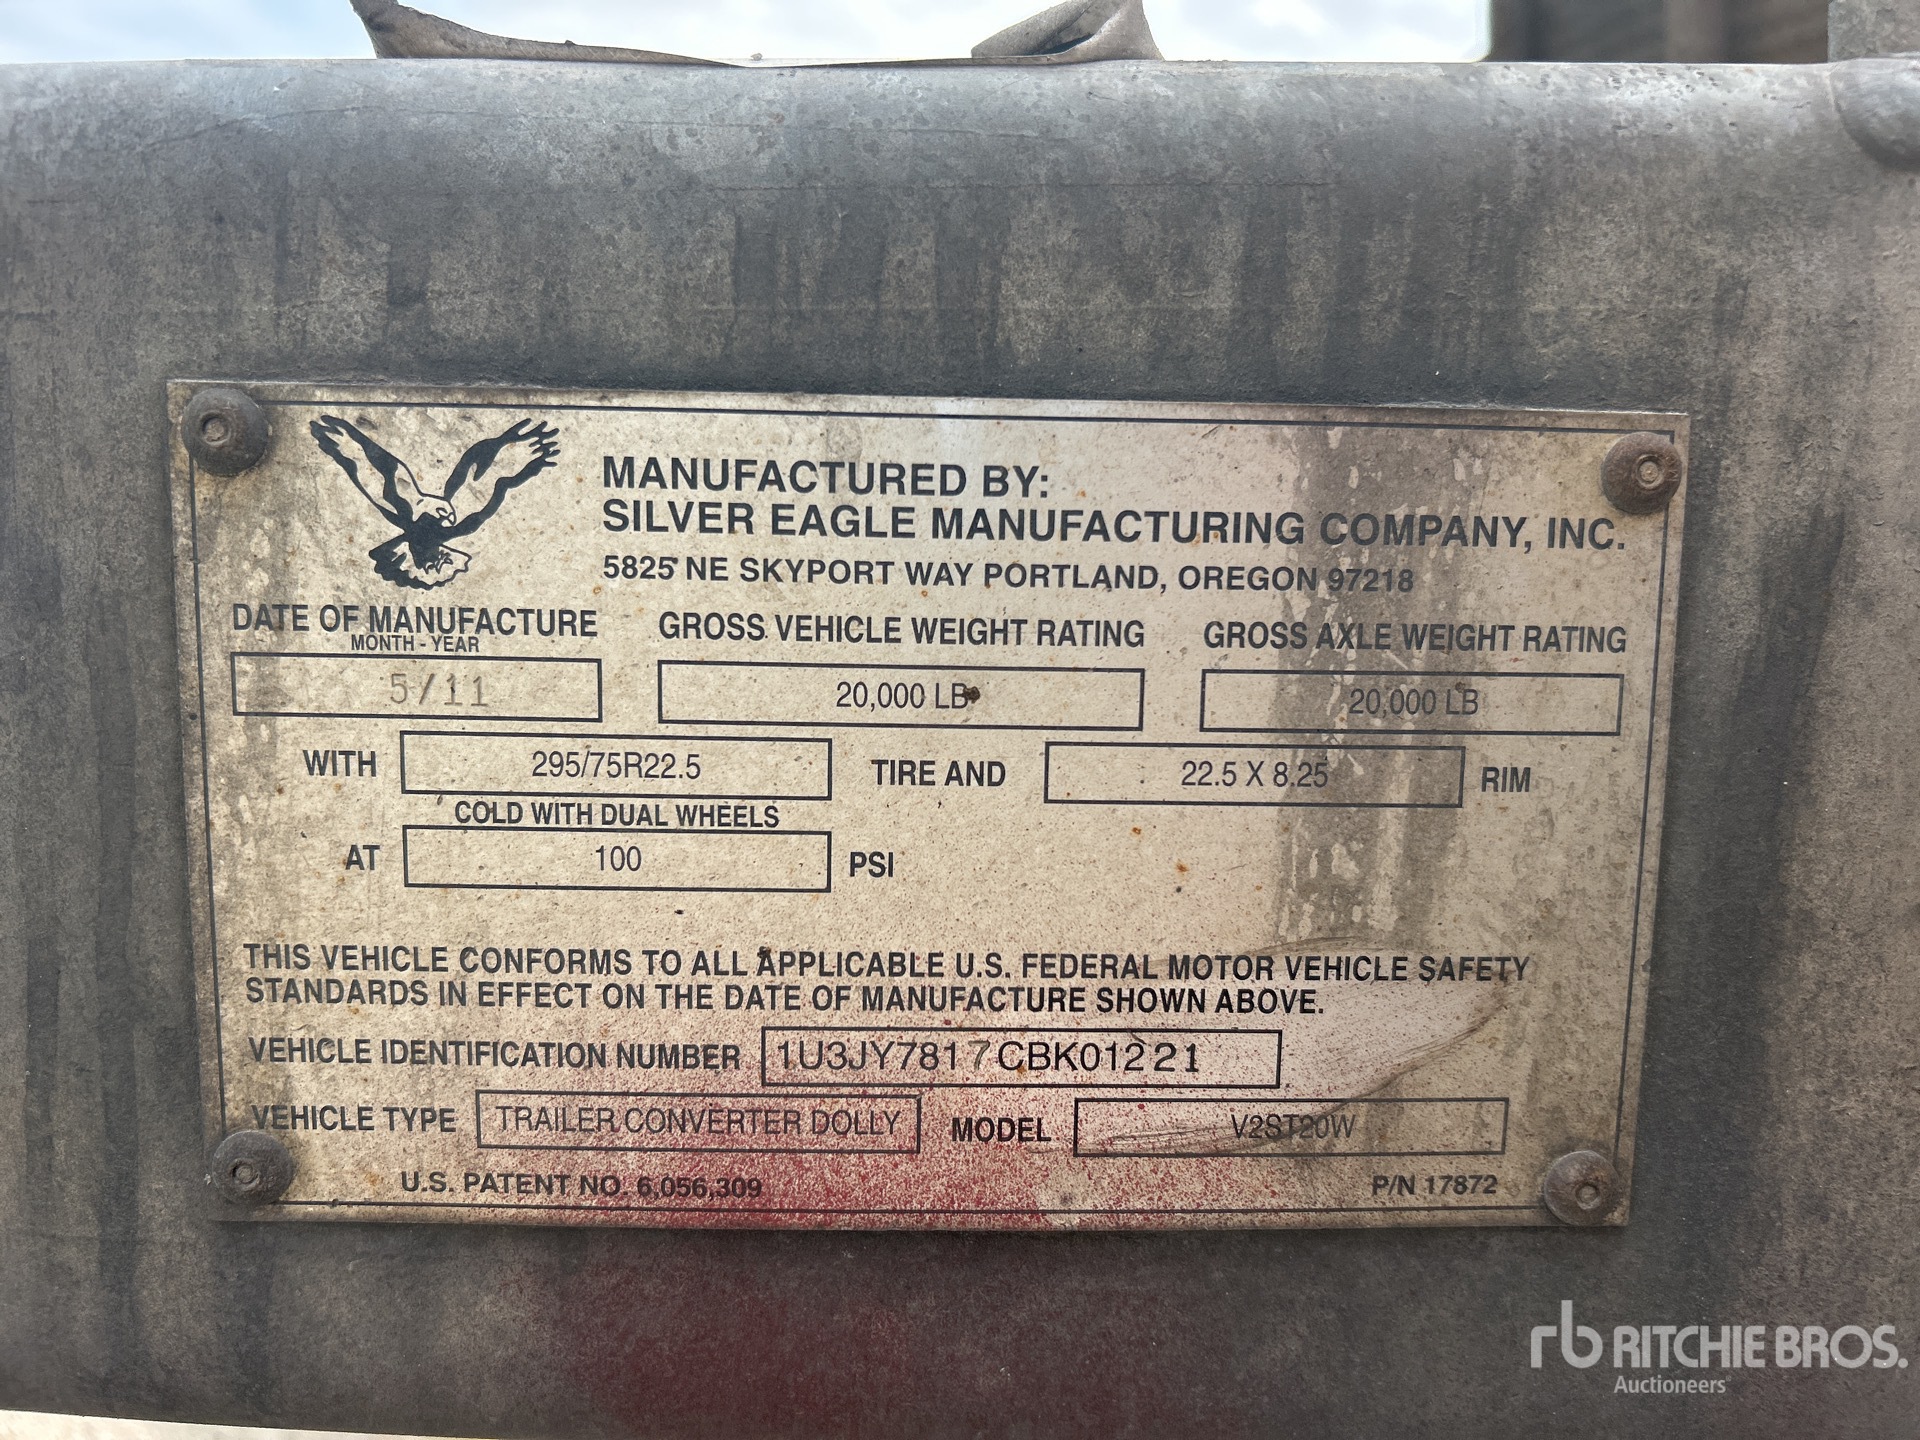 MANUFACTURED BY:
SILVER EAGLE MANUFACTURING COMPANY, INC.
5825 NE SKYPORT WAY PORTLAND, OREGON 97218
DATE OF MANUFACTURE GROSS VEHICLE WEIGHT RATING GROSS AXLE WEIGHT RATING
MONTH - YEAR
5/11 20,000 LB 20,000 LB
WITH 295/75R22.5 TIRE AND 22.5 X 8.25 RIM
COLD WITH DUAL WHEELS
AT 100 PSI
THIS VEHICLE CONFORMS TO ALL APPLICABLE U.S. FEDERAL MOTOR VEHICLE SAFETY
STANDARDS IN EFFECT ON THE DATE OF MANUFACTURE SHOWN ABOVE.
VEHICLE IDENTIFICATION NUMBER 1U3JY7817CBK01221
VEHICLE TYPE TRAILER CONVERTER DOLLY MODEL V2ST20W
U.S. PATENT NO. 6,056,309 P/N 17872
rb RITCHIE BROS.
Auctioneers